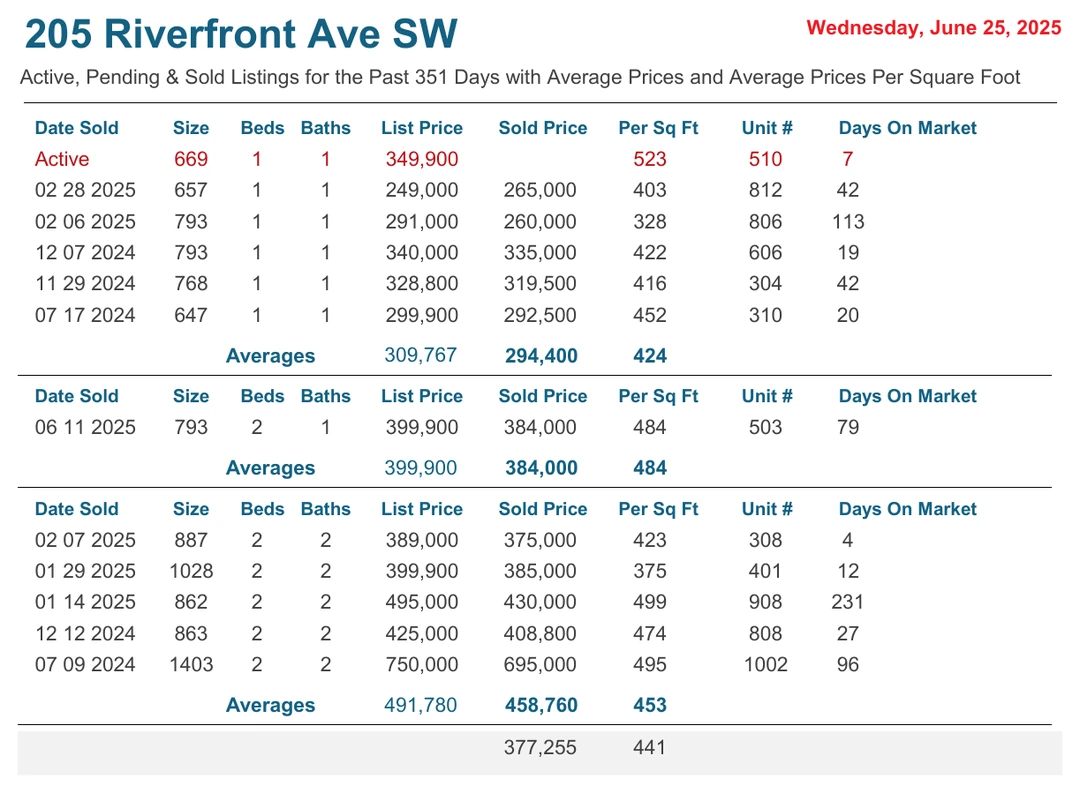 205 Riverfront Ave SW
Wednesday, June 25, 2025
Active, Pending & Sold Listings for the Past 351 Days with Average Prices and Average Prices Per Square Foot
Date Sold Size Beds Baths List Price Sold Price Per Sq Ft Unit # Days On Market
Active 669 1 1 349,900 523 510 7
02 28 2025 657 1 1 249,000 265,000 403 812 42
02 06 2025 793 1 1 291,000 260,000 328 806 113
12 07 2024 793 1 1 340,000 335,000 422 606 19
11 29 2024 768 1 1 328,800 319,500 416 304 42
07 17 2024 647 1 1 299,900 292,500 452 310 20
Averages 309,767 294,400 424
Date Sold Size Beds Baths List Price Sold Price Per Sq Ft Unit # Days On Market
06 11 2025 793 2 1 399,900 384,000 484 503 79
Averages 399,900 384,000 484
Date Sold Size Beds Baths List Price Sold Price Per Sq Ft Unit # Days On Market
02 07 2025 887 2 2 389,000 375,000 423 308 4
01 29 2025 1028 2 2 399,900 385,000 375 401 12
01 14 2025 862 2 2 495,000 430,000 499 908 231
12 12 2024 863 2 2 425,000 408,800 474 808 27
07 09 2024 1403 2 2 750,000 695,000 495 1002 96
Averages 491,780 458,760 453
377,255 441